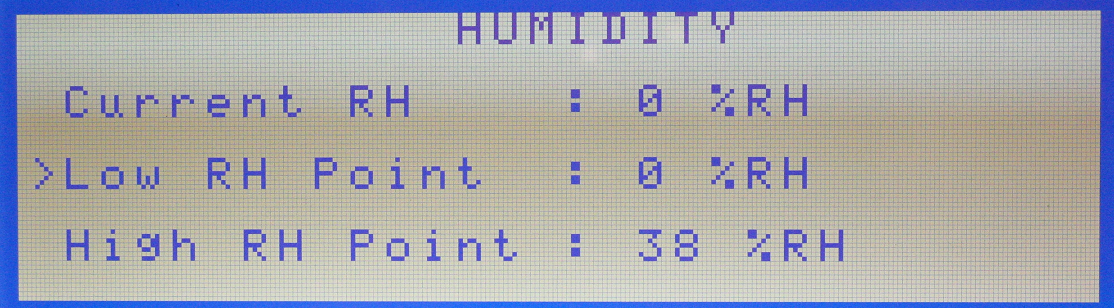 HUMIDITY
Current RH : 0 %RH
>Low RH Point : 0 %RH
High RH Point : 38 %RH